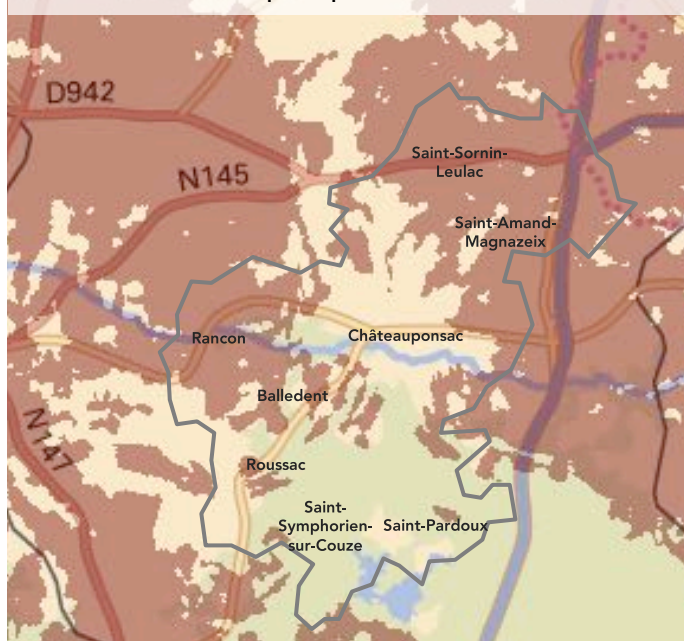 D942
N145
Saint-Sornin-
Leulac
Saint-Amand-
Magnazeix
Rancon
Châteauponsac
Balledent
N147
Roussac
Saint-
Symphorien-
sur-Couze
Saint-Pardoux